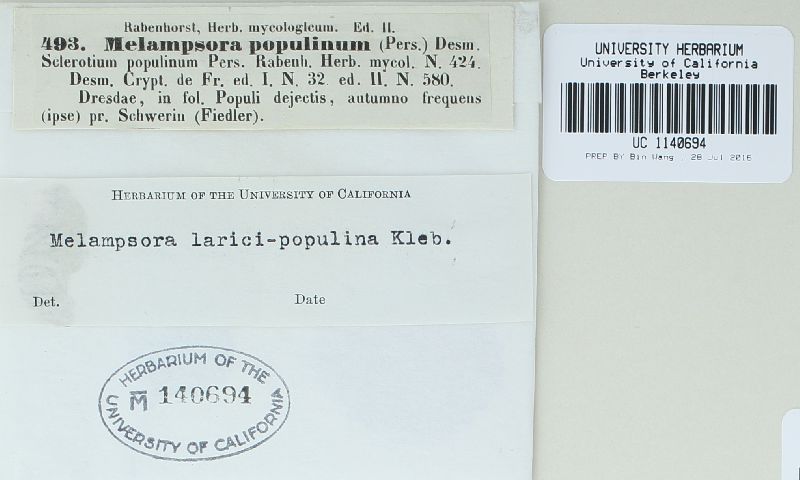 Rabenhorst, Herb. mycologicum. Ed. II.
493. Melampsora populinum (Pers.) Desm.
Sclerotium populinum Pers. Rabenh. Herb. mycol. N. 424.
Desm. Crypt. de Fr. ed. I. N. 32 ed. II. N. 580.
Dresdae, in fol. Populi dejectis, autumno frequens
(ipse) pr. Schwerin (Fiedler).
UNIVERSITY HERBARIUM
University of California
Berkeley
UC 1140694
PREP BY Bin Wang , 28 Jul 2016
HERBARIUM OF THE UNIVERSITY OF CALIFORNIA
Melampsora larici-populina Kleb.
Det. Date
HERBARIUM OF THE
M 140694
UNIVERSITY OF CALIFORNIA